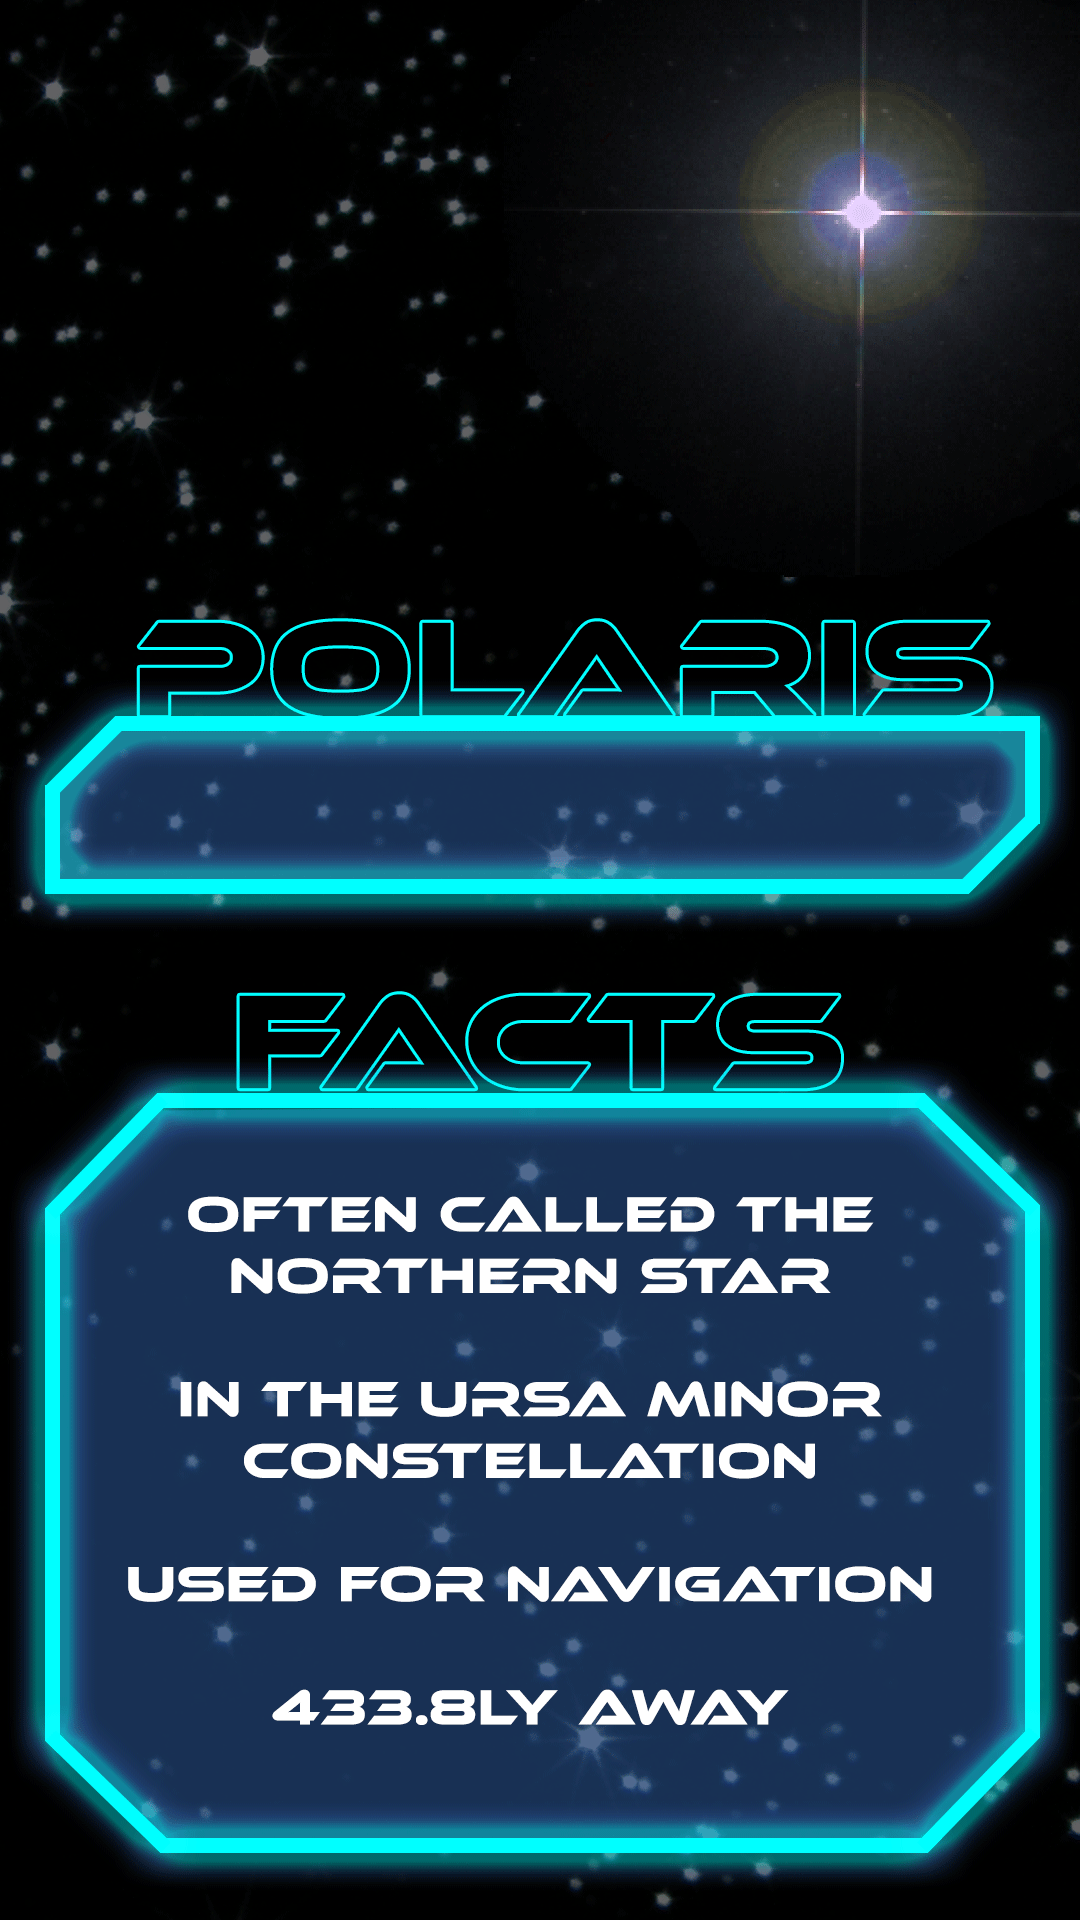 POLARIS
FACTS
OFTEN CALLED THE
NORTHERN STAR
IN THE URSA MINOR
CONSTELLATION
USED FOR NAVIGATION
433.8LY AWAY